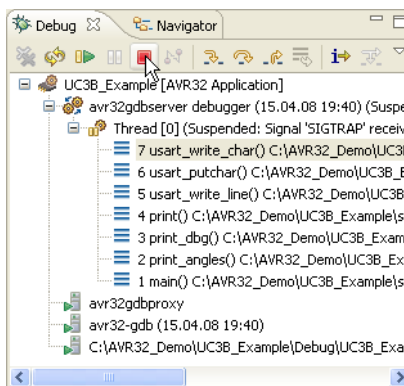 Debug Navigator
UC3B_Example [AVR32 Application]
avr32gdbserver debugger (15.04.08 19:40) (Suspe
Thread [0] (Suspended: Signal 'SIGTRAP' receiv
7 usart_write_char() C:\AVR32_Demo\UC3
6 usart_putchar() C:\AVR32_Demo\UC3B_E
5 usart_write_line() C:\AVR32_Demo\UC3B
4 print() C:\AVR32_Demo\UC3B_Example\s
3 print_dbg() C:\AVR32_Demo\UC3B_Exam
2 print_angles() C:\AVR32_Demo\UC3B_Ex
1 main() C:\AVR32_Demo\UC3B_Example\s
avr32gdbproxy
avr32-gdb (15.04.08 19:40)
C:\AVR32_Demo\UC3B_Example\Debug\UC3B_Exa